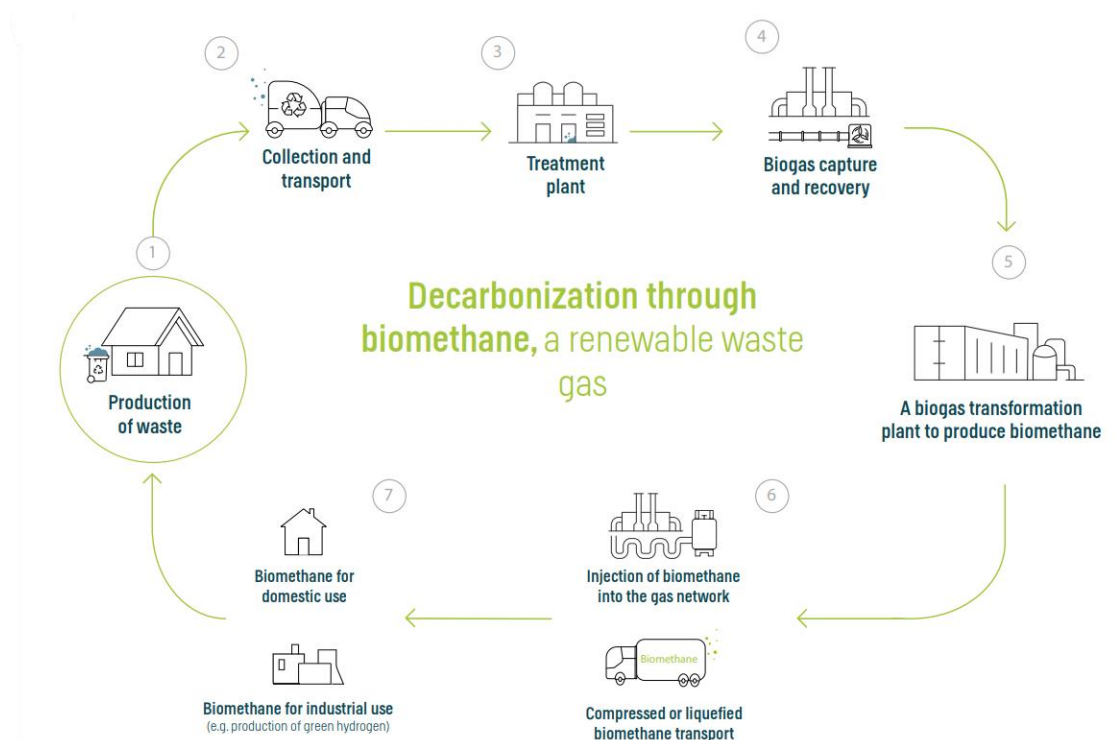 2
Collection and
transport
3
Treatment
plant
4
Biogas capture
and recovery
1
Production
of waste
Decarbonization through
biomethane, a renewable waste
gas
5
A biogas transformation
plant to produce biomethane
7
Biomethane for
domestic use
Biomethane for industrial use
(e.g. production of green hydrogen)
6
Injection of biomethane
into the gas network
Biomethane
Compressed or liquefied
biomethane transport